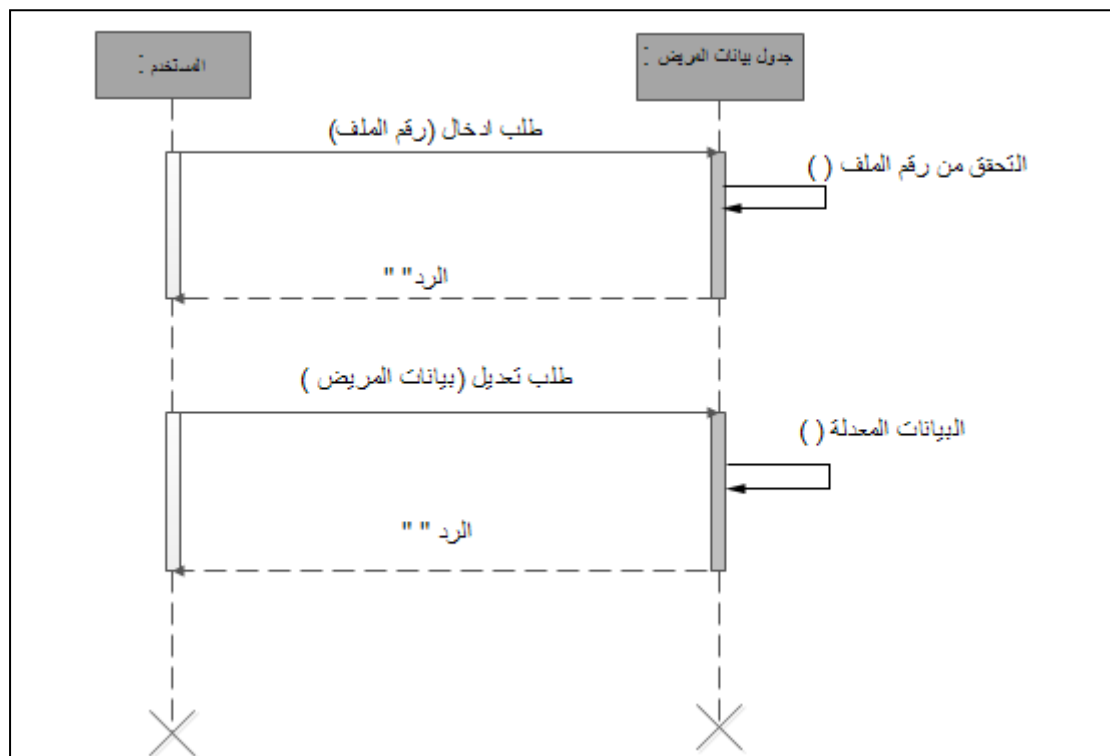 المستخدم :
جدول بيانات المريض :
طلب ادخال (رقم الملف)
التحقق من رقم الملف ( )
الرد" "
طلب تعديل (بيانات المريض )
البيانات المعدلة ( )
الرد " "